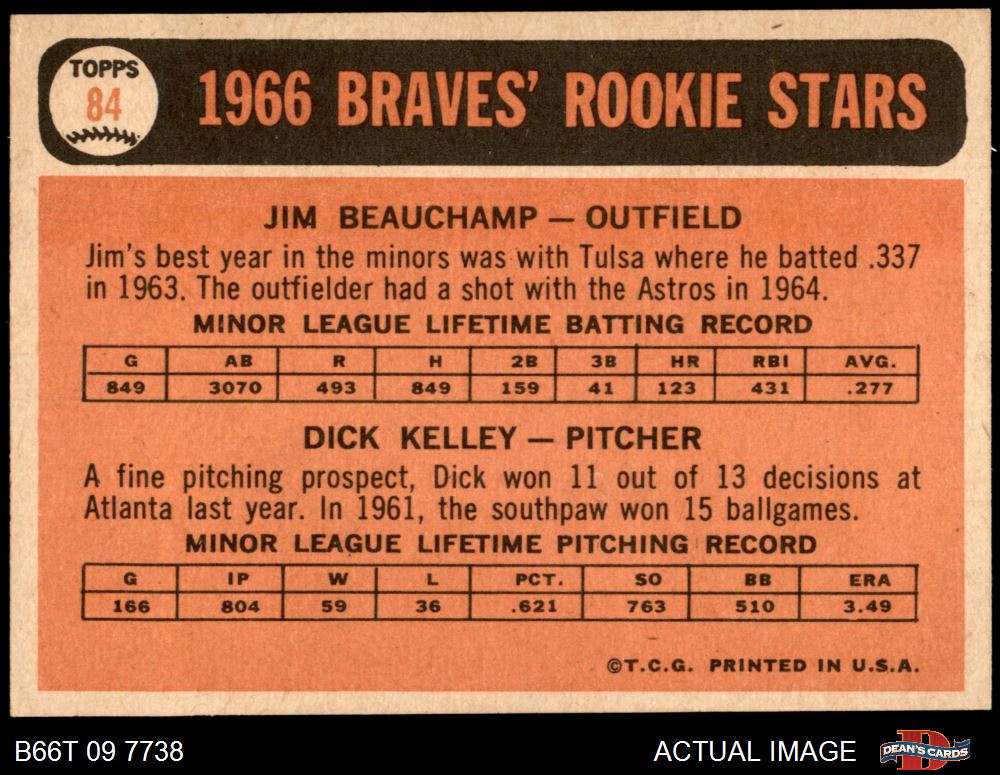 TOPPS
84
1966 BRAVES' ROOKIE STARS
JIM BEAUCHAMP — OUTFIELD
Jim's best year in the minors was with Tulsa where he batted .337
in 1963. The outfielder had a shot with the Astros in 1964.
MINOR LEAGUE LIFETIME BATTING RECORD
G AB R H 2B 3B HR RBI AVG.
849 3070 493 849 159 41 123 431 .277
DICK KELLEY — PITCHER
A fine pitching prospect, Dick won 11 out of 13 decisions at
Atlanta last year. In 1961, the southpaw won 15 ballgames.
MINOR LEAGUE LIFETIME PITCHING RECORD
G IP W L PCT. SO BB ERA
166 804 59 36 .621 763 510 3.49
©T.C.G. PRINTED IN U.S.A.
B66T 09 7738 ACTUAL IMAGE DEAN'S CARDS